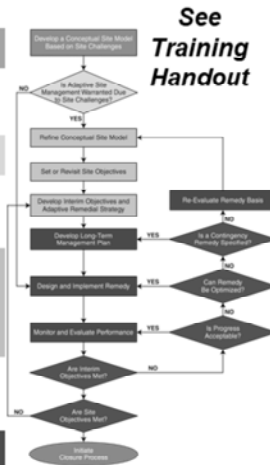 See
Training
Handout
Develop a Conceptual Site Model
Based on Site Challenges
Is Adaptive Site
Management Warranted Due
to Site Challenges?
NO
YES
Refine Conceptual Site Model
Set or Revisit Site Objectives
Re-Evaluate Remedy Basis
Develop Interim Objectives and
Adaptive Remedial Strategy
NO
Develop Long-Term
Management Plan
YES
Is a Contingency
Remedy Specified?
NO
Design and Implement Remedy
YES
Can Remedy
Be Optimized?
NO
Monitor and Evaluate Performance
YES
Is Progress
Acceptable?
Are Interim
Objectives Met?
NO
YES
NO
Are Site
Objectives Met?
YES
Initiate
Closure Process